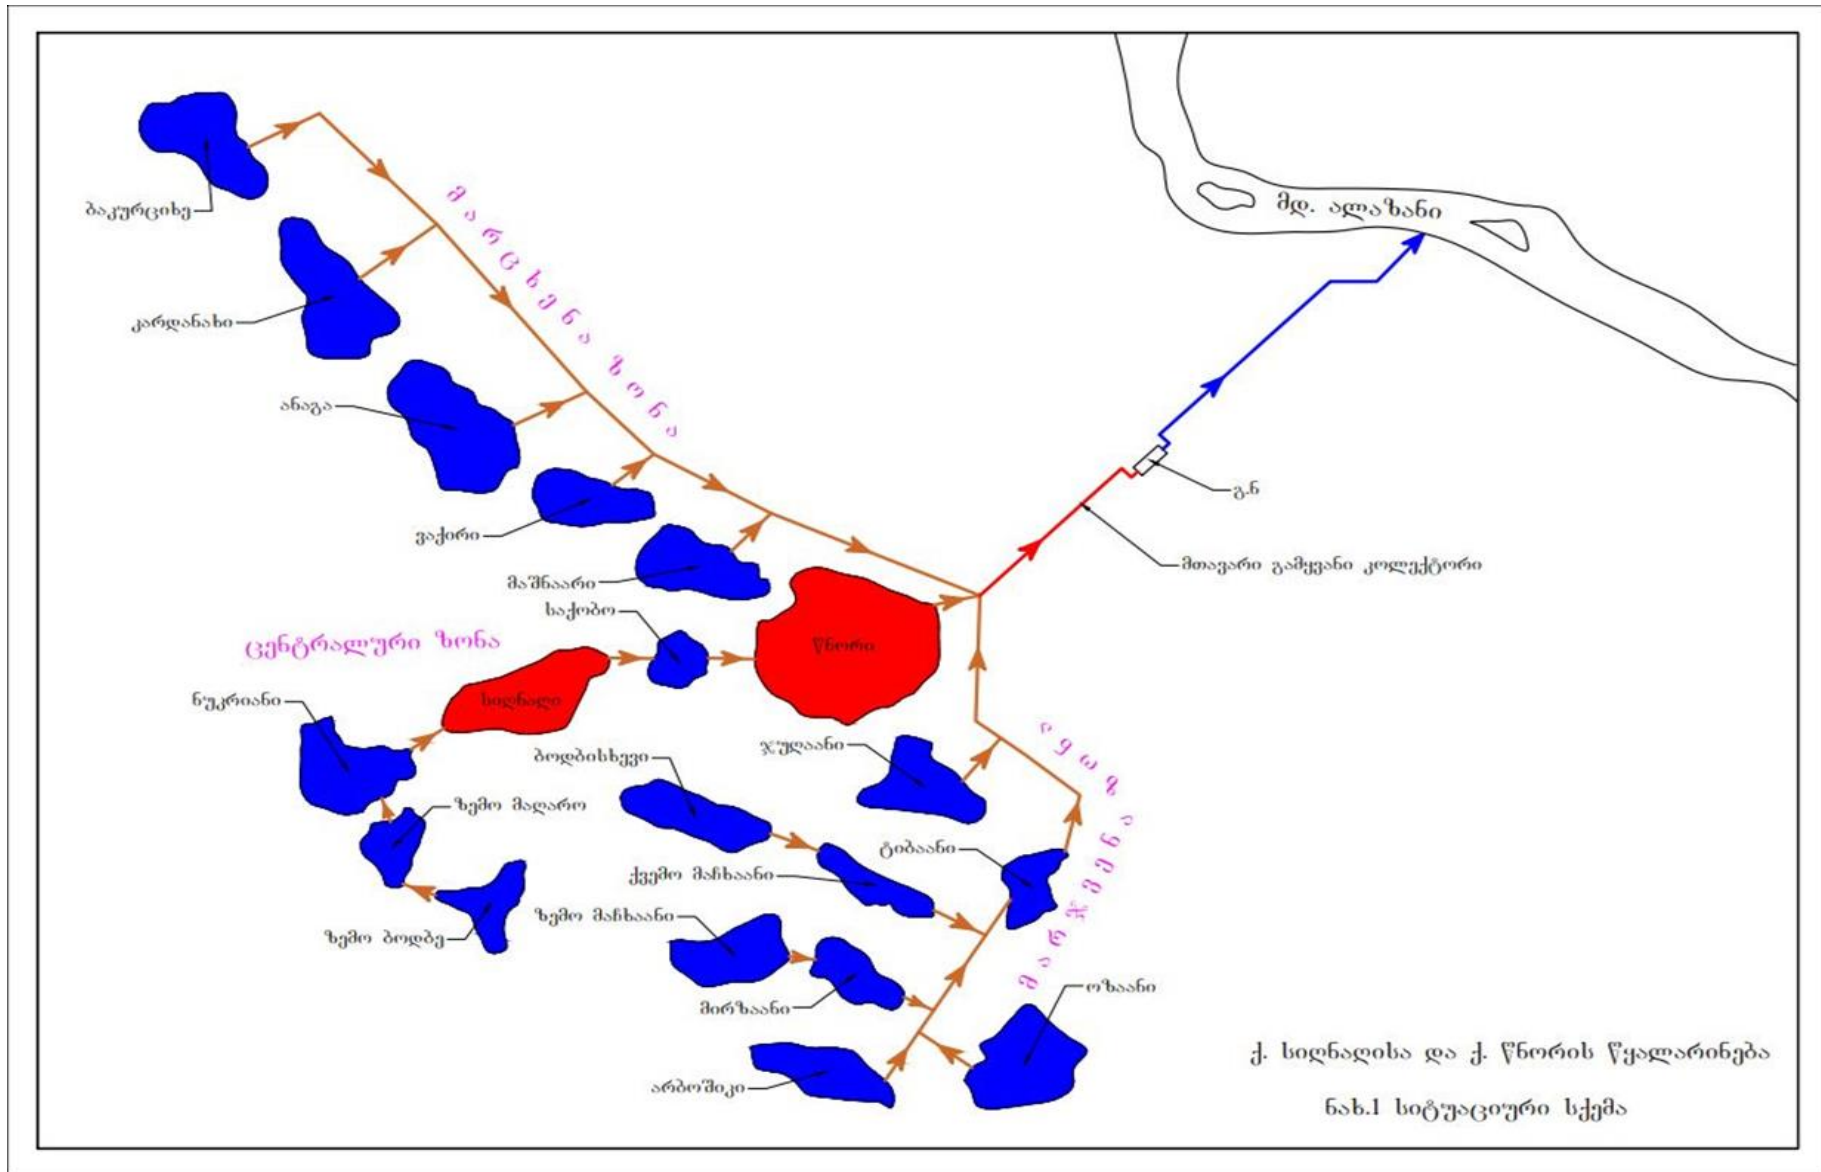 მდ. ალაზანი
ბაკურციხე
მარცხენა ზონა
კარდანახი
ანაგა
გ.ნ
ვაქირი
მთავარი გამყვანი კოლექტორი
მაშნაარი
საქობო
ცენტრალური ზონა
წნორი
ნუკრიანი
სიღნაღი
ჯუღაანი
ბოდბისხევი
ზემო მაღარო
ტიბაანი
ქვემო მაჩხაანი
მარჯვენა ზონა
ზემო მაჩხაანი
ზემო ბოდბე
ოზაანი
მირზაანი
არბოშიკი
ქ. სიღნაღისა და ქ. წნორის წყალარინება
ნახ.1 სიტუაციური სქემა